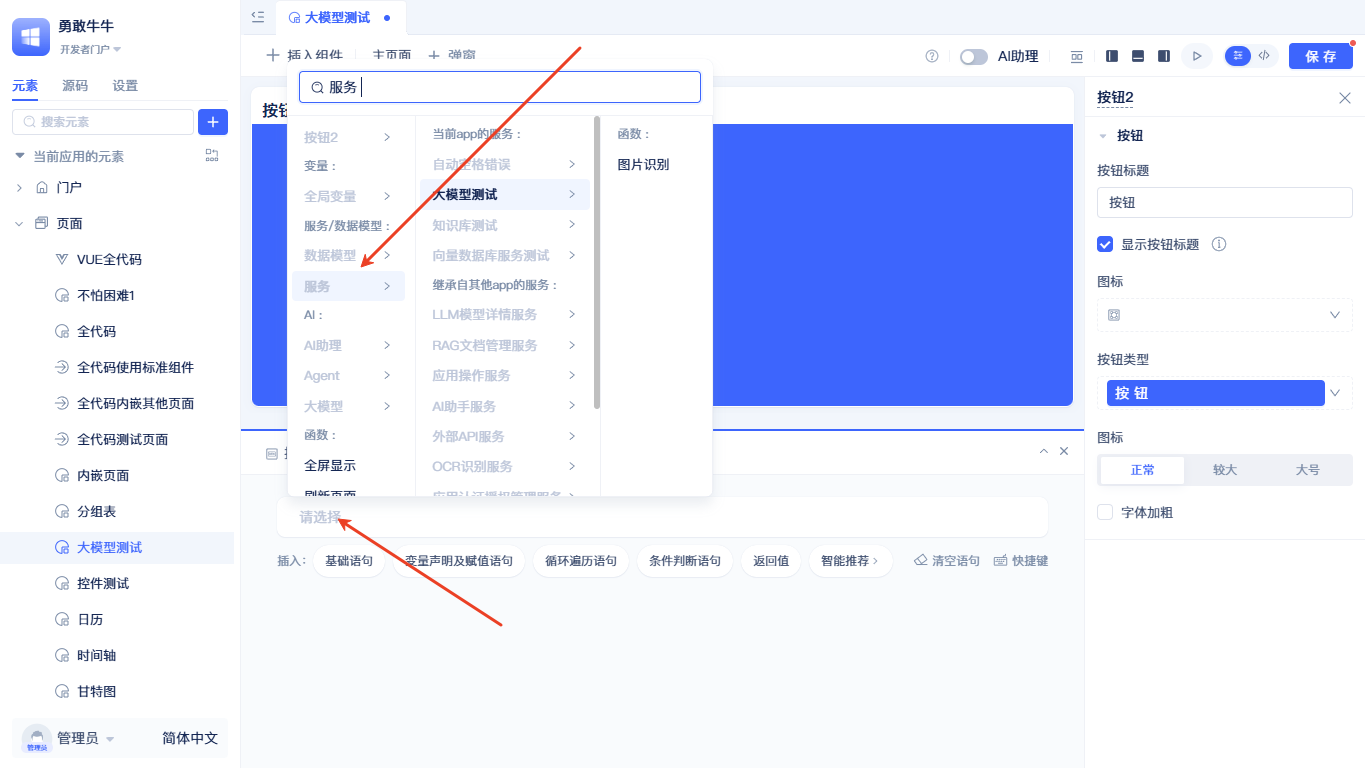 勇敢牛牛
开发者门户
元素
源码
设置
搜索元素
当前应用的元素
门户
页面
VUE全代码
不怕困难1
全代码
全代码使用标准组件
全代码内嵌其他页面
全代码测试页面
内嵌页面
分组表
大模型测试
控件测试
日历
时间轴
甘特图
管理员
管理员
简体中文
大模型测试
插入组件
主页面
弹窗
AI助理
保存
服务
按钮2
变量：
全局变量
服务/数据模型：
数据模型
服务
AI：
AI助理
Agent
大模型
函数：
全屏显示
刷新页面
当前app的服务：
自动空格错误
大模型测试
知识库测试
向量数据库服务测试
继承自其他app的服务：
LLM模型详情服务
RAG文档管理服务
应用操作服务
AI助手服务
外部API服务
OCR识别服务
应用认证授权管理服务
函数：
图片识别
请选择
插入：
基础语句
变量声明及赋值语句
循环遍历语句
条件判断语句
返回值
智能推荐
清空语句
快捷键
按钮2
按钮
按钮标题
按钮
显示按钮标题
图标
按钮类型
按钮
图标
正常
较大
大号
字体加粗